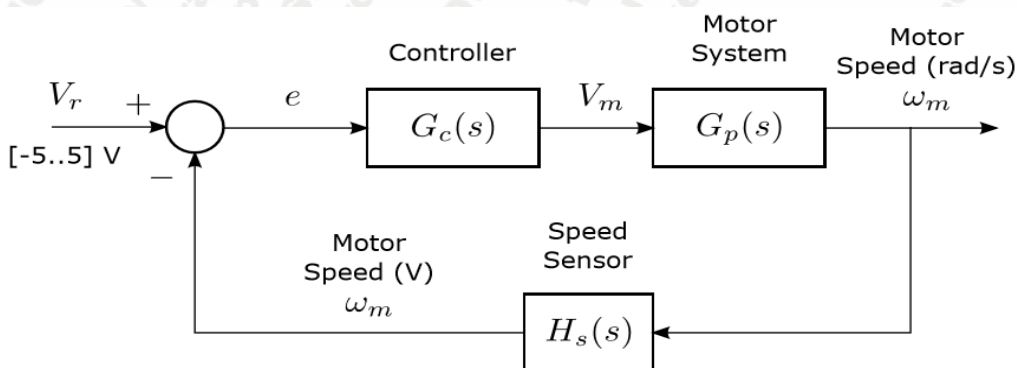 Controller
Motor
System
Motor
Speed (rad/s)
ω_m
V_r
+
e
G_c(s)
V_m
G_p(s)
[-5..5] V
−
Motor
Speed (V)
ω_m
Speed
Sensor
H_s(s)